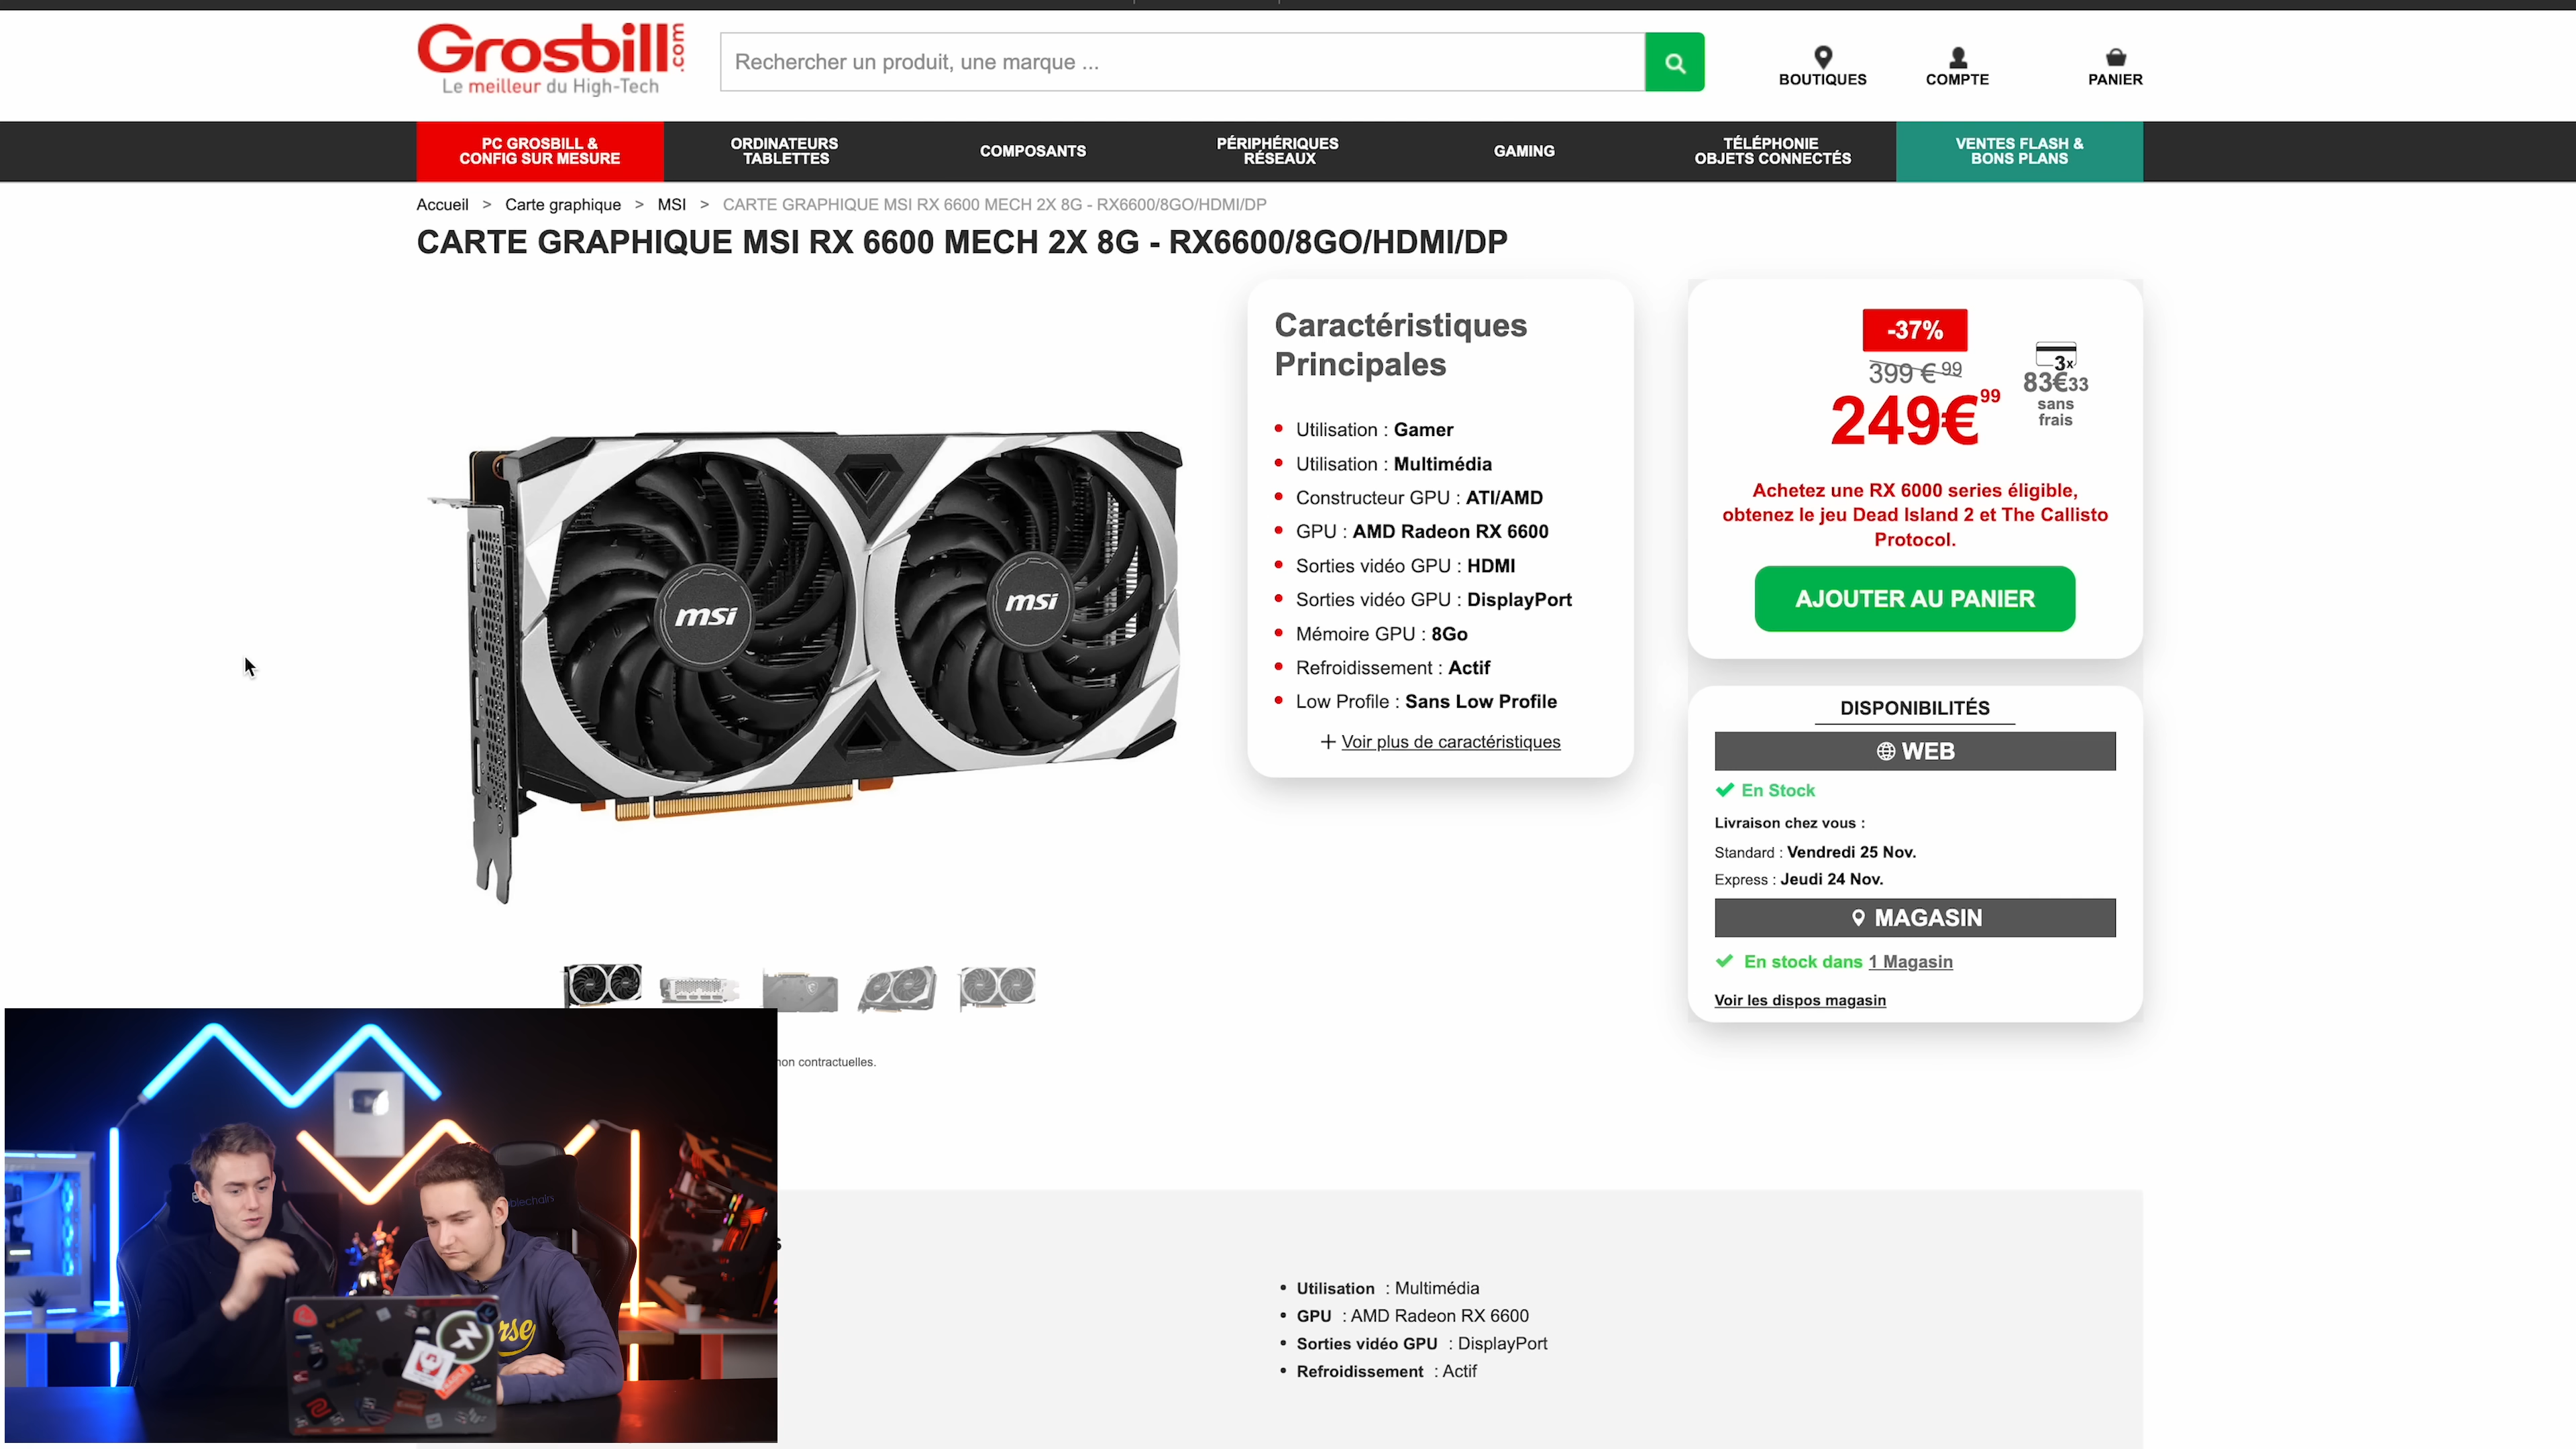 Grosbill.com
Le meilleur du High-Tech
Rechercher un produit, une marque ...
BOUTIQUES
COMPTE
PANIER
PC GROSBILL &
CONFIG SUR MESURE
ORDINATEURS
TABLETTES
COMPOSANTS
PÉRIPHÉRIQUES
RÉSEAUX
GAMING
TÉLÉPHONIE
OBJETS CONNECTÉS
VENTES FLASH &
BONS PLANS
Accueil > Carte graphique > MSI > CARTE GRAPHIQUE MSI RX 6600 MECH 2X 8G - RX6600/8GO/HDMI/DP
CARTE GRAPHIQUE MSI RX 6600 MECH 2X 8G - RX6600/8GO/HDMI/DP
msi
msi
Caractéristiques
Principales
Utilisation : Gamer
Utilisation : Multimédia
Constructeur GPU : ATI/AMD
GPU : AMD Radeon RX 6600
Sorties vidéo GPU : HDMI
Sorties vidéo GPU : DisplayPort
Mémoire GPU : 8Go
Refroidissement : Actif
Low Profile : Sans Low Profile
+ Voir plus de caractéristiques
-37%
399 € 99
249€99
3x
83€33
sans
frais
Achetez une RX 6000 series éligible,
obtenez le jeu Dead Island 2 et The Callisto
Protocol.
AJOUTER AU PANIER
DISPONIBILITÉS
WEB
En Stock
Livraison chez vous :
Standard : Vendredi 25 Nov.
Express : Jeudi 24 Nov.
MAGASIN
En stock dans 1 Magasin
Voir les dispos magasin
non contractuelles.
Utilisation : Multimédia
GPU : AMD Radeon RX 6600
Sorties vidéo GPU : DisplayPort
Refroidissement : Actif